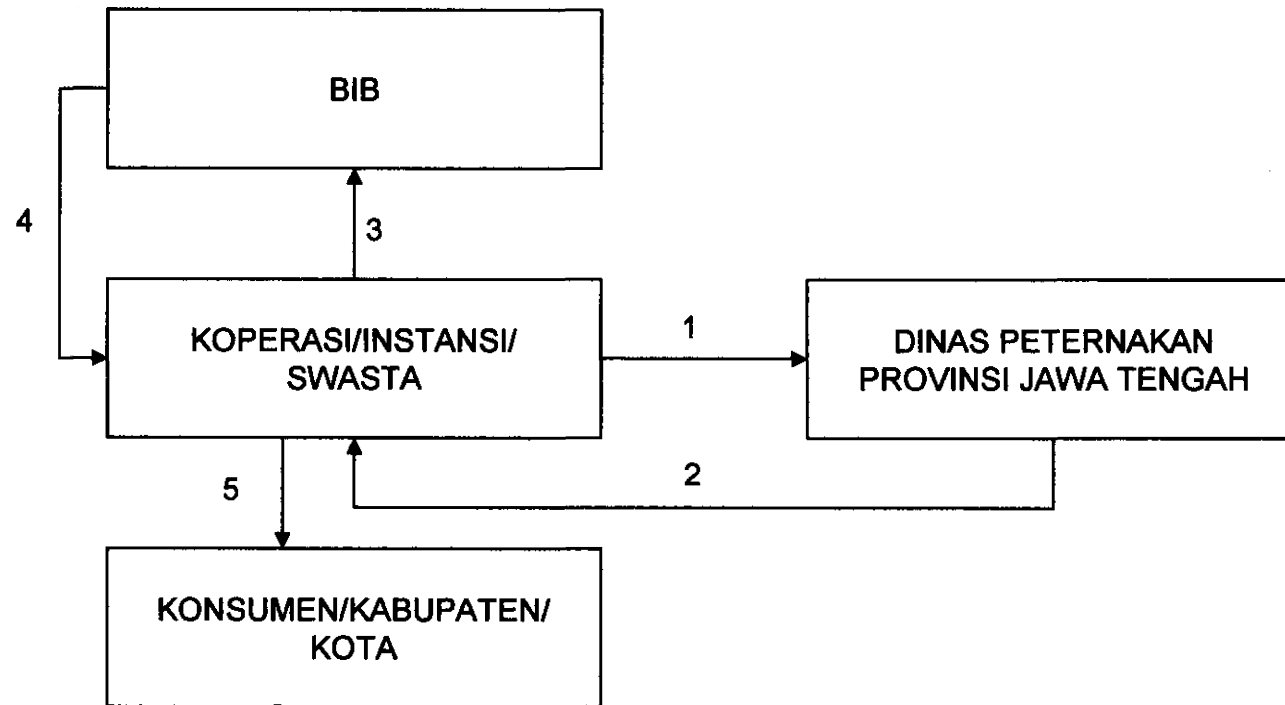 BIB
4
3
KOPERASI/INSTANSI/
SWASTA
1
DINAS PETERNAKAN
PROVINSI JAWA TENGAH
5
2
KONSUMEN/KABUPATEN/
KOTA